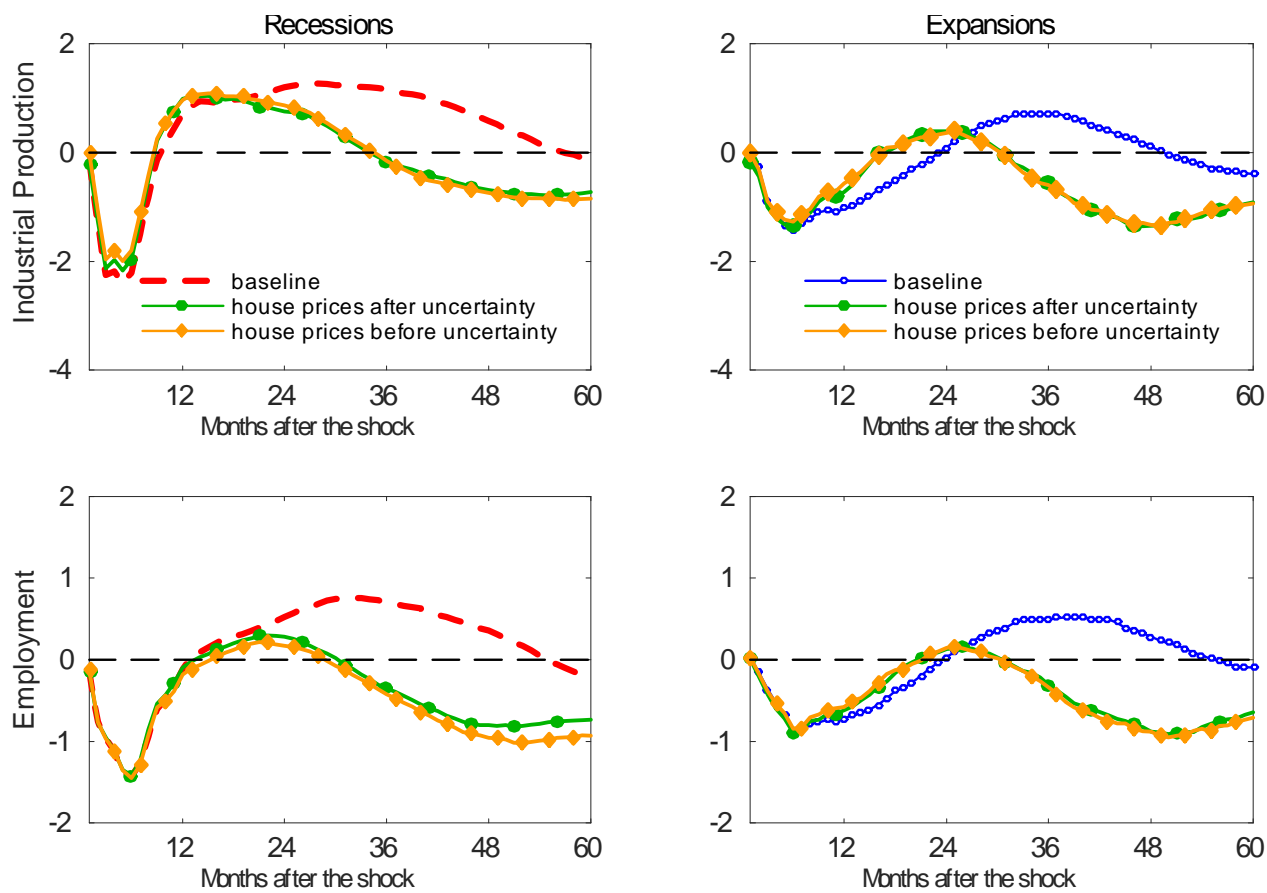 Recessions
Expansions
Industrial Production
2
0
-2
-4
baseline
house prices after uncertainty
house prices before uncertainty
12 24 36 48 60
Months after the shock
2
0
-2
-4
baseline
house prices after uncertainty
house prices before uncertainty
12 24 36 48 60
Months after the shock
Employment
2
1
0
-1
-2
12 24 36 48 60
Months after the shock
2
1
0
-1
-2
12 24 36 48 60
Months after the shock